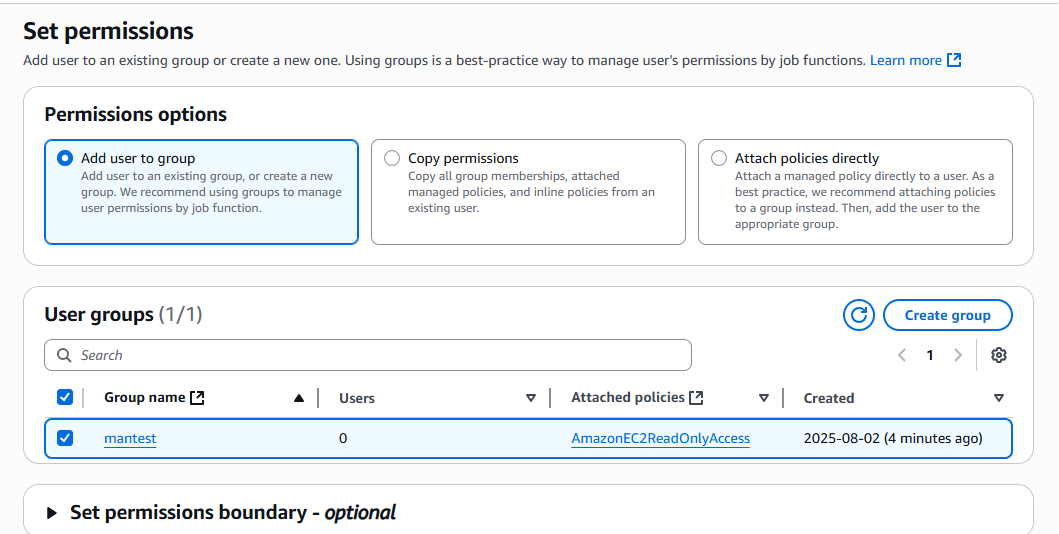 Set permissions
Add user to an existing group or create a new one. Using groups is a best-practice way to manage user's permissions by job functions. Learn more
Permissions options
Add user to group
Add user to an existing group, or create a new
group. We recommend using groups to manage
user permissions by job function.
Copy permissions
Copy all group memberships, attached
managed policies, and inline policies from an
existing user.
Attach policies directly
Attach a managed policy directly to a user. As a
best practice, we recommend attaching policies
to a group instead. Then, add the user to the
appropriate group.
User groups (1/1)
Create group
Search
1
Group name Users Attached policies Created
mantest 0 AmazonEC2ReadOnlyAccess 2025-08-02 (4 minutes ago)
Set permissions boundary - optional